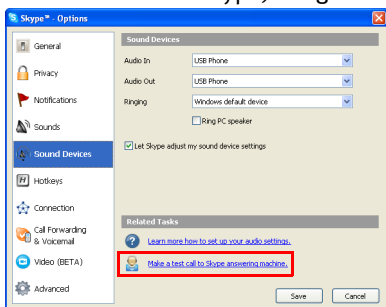 Skype™ - Options
General
Privacy
Notifications
Sounds
Sound Devices
Hotkeys
Connection
Call Forwarding
& Voicemail
Video (BETA)
Advanced
Sound Devices
Audio In
USB Phone
Audio Out
USB Phone
Ringing
Windows default device
Ring PC speaker
Let Skype adjust my sound device settings
Related Tasks
Learn more how to set up your audio settings.
Make a test call to Skype answering machine.
Save
Cancel